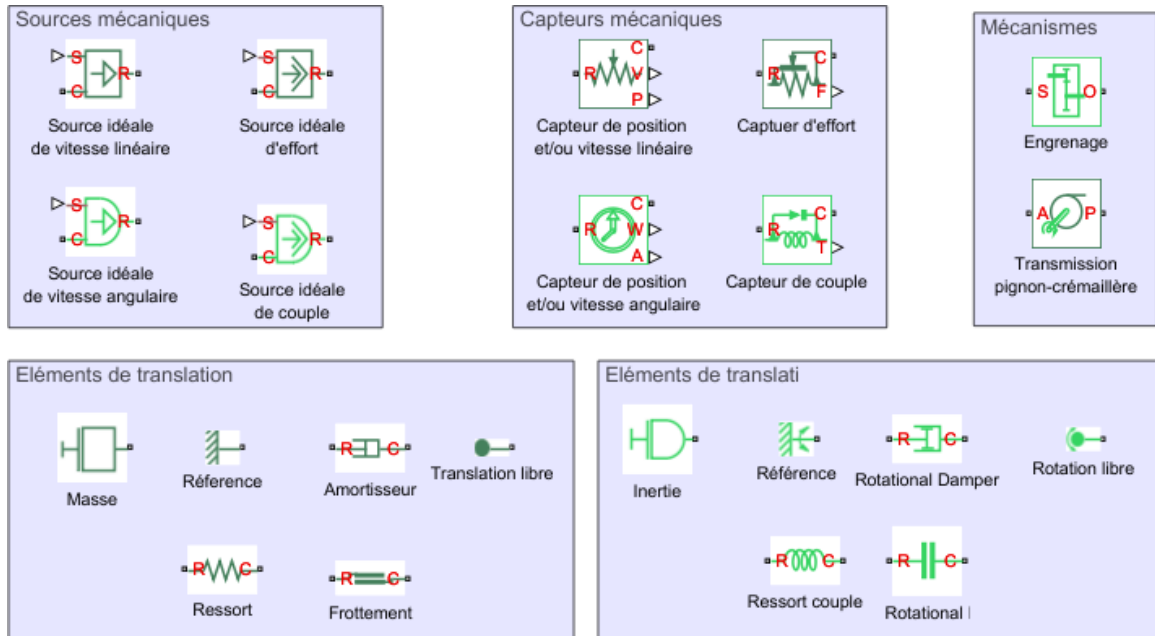 Sources mécaniques
S R C
Source idéale
de vitesse linéaire
S R C
Source idéale
d'effort
S R C
Source idéale
de vitesse angulaire
S R C
Source idéale
de couple
Capteurs mécaniques
R C V P
Capteur de position
et/ou vitesse linéaire
R C F
Captuer d'effort
R C W A
Capteur de position
et/ou vitesse angulaire
R C T
Capteur de couple
Mécanismes
S O
Engrenage
A P
Transmission
pignon-crémaillère
Eléments de translation
Masse
Réference
R C
Amortisseur
Translation libre
R C
Ressort
R C
Frottement
Eléments de translati
Inertie
Référence
R C
Rotational Damper
Rotation libre
R C
Ressort couple
R C
Rotational